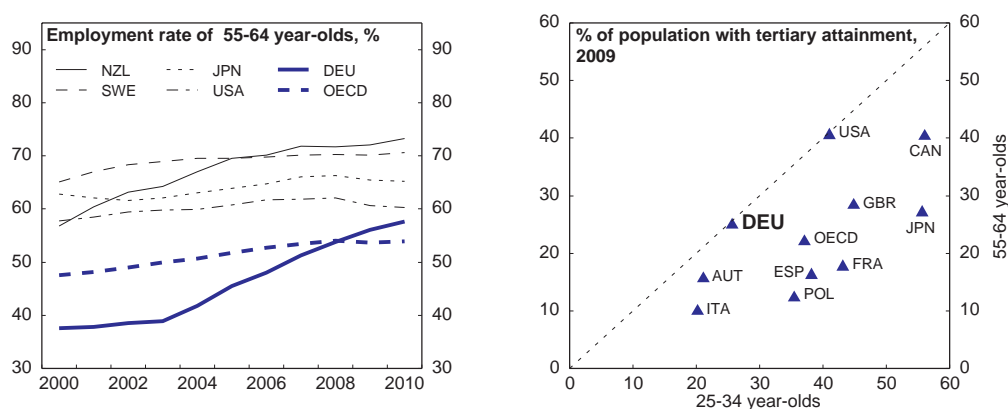 Employment rate of 55-64 year-olds, %
NZL JPN DEU
SWE USA OECD
90 90
80 80
70 70
60 60
50 50
40 40
30 30
2000 2002 2004 2006 2008 2010
% of population with tertiary attainment,
2009
60 60
50 50
40 40
30 30
20 20
10 10
0 0
USA
CAN
GBR
JPN
DEU
OECD
FRA
ESP
AUT
POL
ITA
0 10 20 30 40 50 60
25-34 year-olds
55-64 year-olds